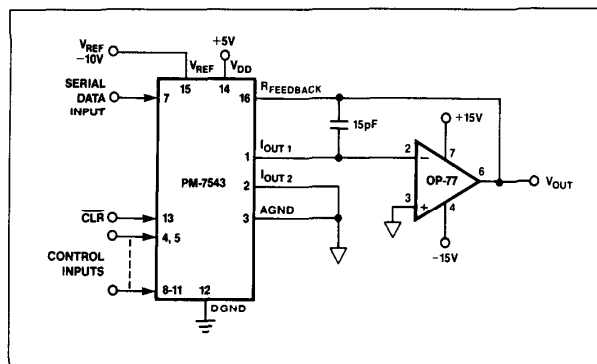 V_REF
-10V
+5V
V_REF
V_DD
15
14
R_FEEDBACK
SERIAL
DATA
INPUT
7
16
15pF
+15V
I_OUT 1
1
2
7
6
V_OUT
PM-7543
I_OUT 2
2
OP-77
3
4
CLR
13
AGND
3
4, 5
-15V
CONTROL
INPUTS
8-11
12
DGND
−
+